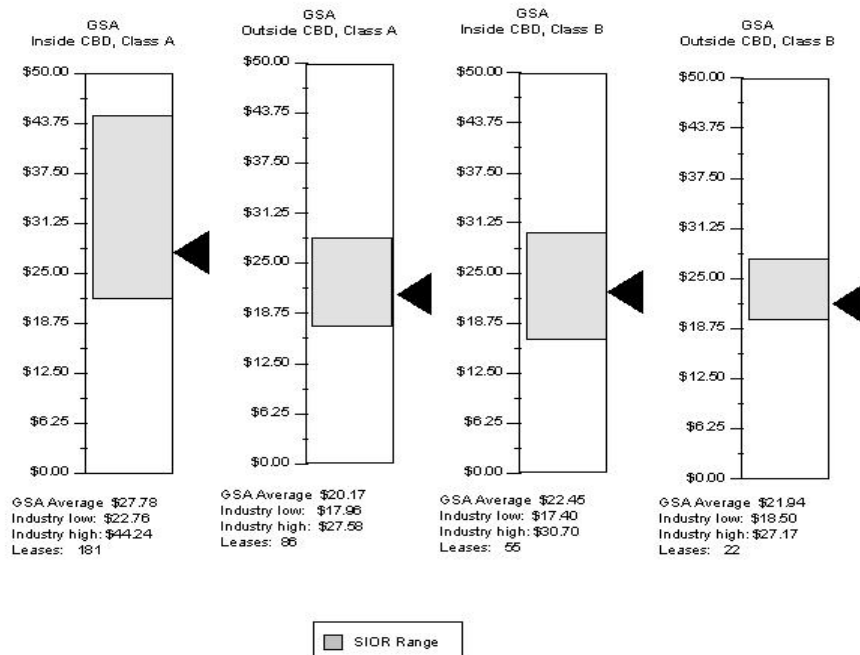 GSA
Inside CBD, Class A
$50.00
$43.75
$37.50
$31.25
$25.00
$18.75
$12.50
$6.25
$0.00
GSA Average $27.78
Industry low: $22.76
Industry high: $44.24
Leases: 181
GSA
Outside CBD, Class A
$50.00
$43.75
$37.50
$31.25
$25.00
$18.75
$12.50
$6.25
$0.00
GSA Average $20.17
Industry low: $17.96
Industry high: $27.58
Leases: 86
GSA
Inside CBD, Class B
$50.00
$43.75
$37.50
$31.25
$25.00
$18.75
$12.50
$6.25
$0.00
GSA Average $22.45
Industry low: $17.40
Industry high: $30.70
Leases: 55
GSA
Outside CBD, Class B
$50.00
$43.75
$37.50
$31.25
$25.00
$18.75
$12.50
$6.25
$0.00
GSA Average $21.94
Industry low: $18.50
Industry high: $27.17
Leases: 22
SIOR Range